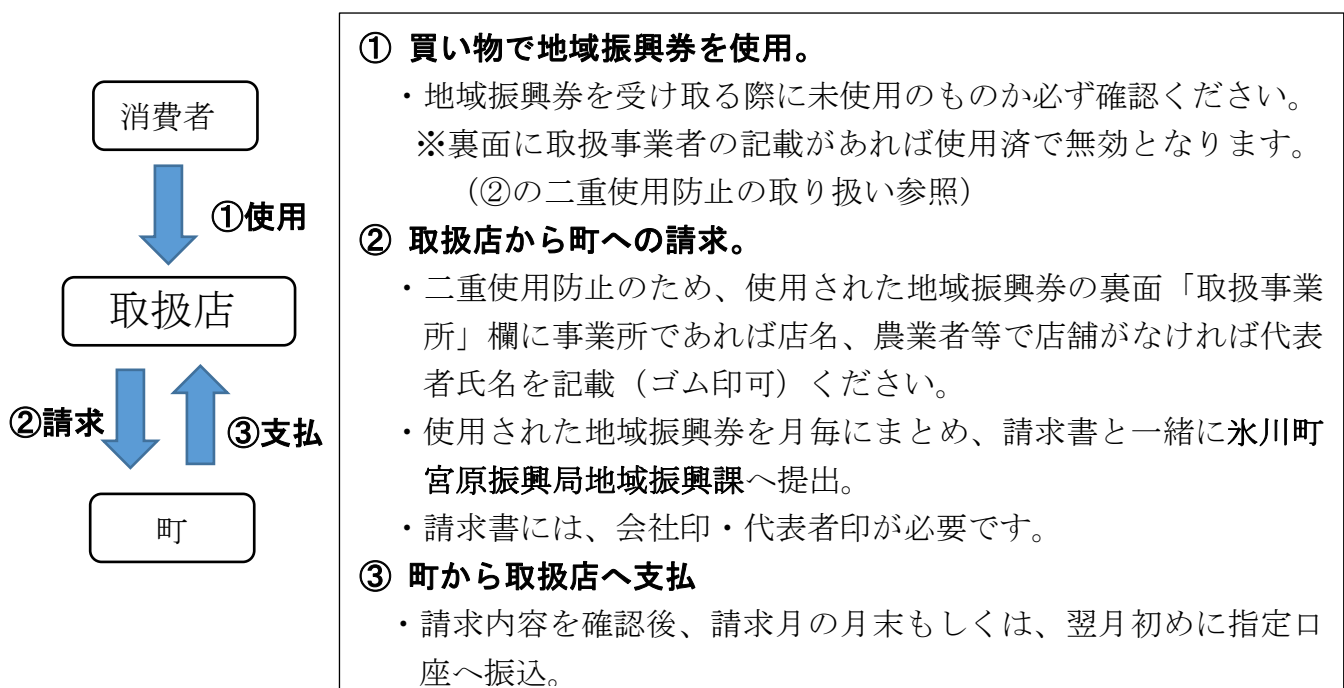 消費者
①使用
取扱店
②請求
③支払
町
① 買い物で地域振興券を使用。
・地域振興券を受け取る際に未使用のものか必ず確認ください。
※裏面に取扱事業者の記載があれば使用済で無効となります。
（②の二重使用防止の取り扱い参照）
② 取扱店から町への請求。
・二重使用防止のため、使用された地域振興券の裏面「取扱事業
所」欄に事業所であれば店名、農業者等で店舗がなければ代表
者氏名を記載（ゴム印可）ください。
・使用された地域振興券を月毎にまとめ、請求書と一緒に氷川町
宮原振興局地域振興課へ提出。
・請求書には、会社印・代表者印が必要です。
③ 町から取扱店へ支払
・請求内容を確認後、請求月の月末もしくは、翌月初めに指定口
座へ振込。